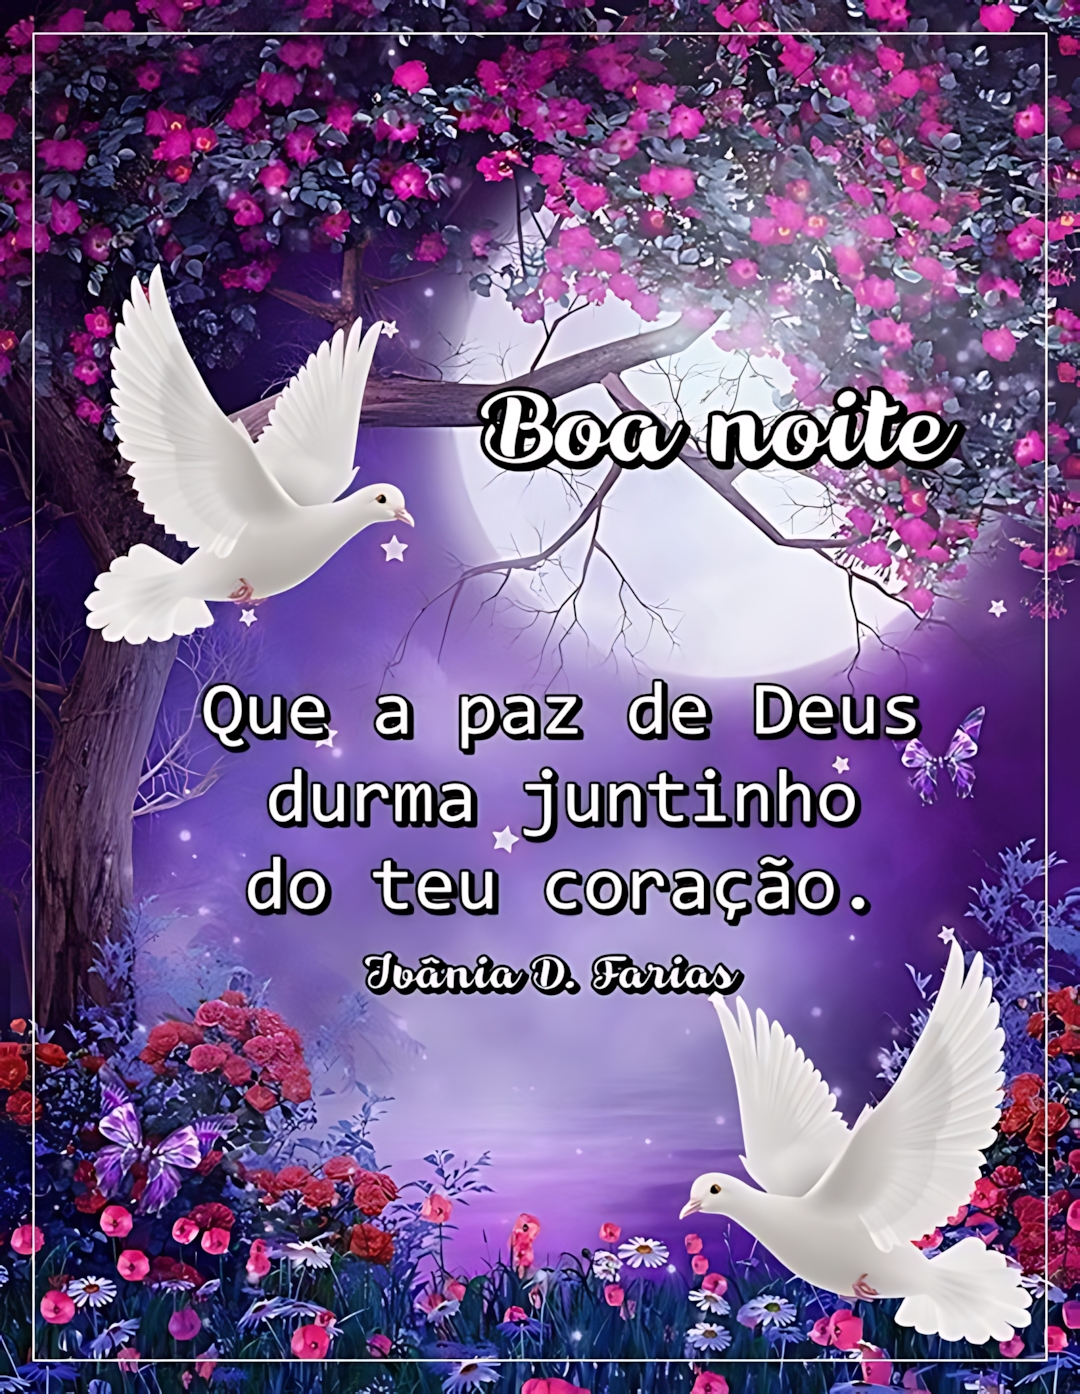 Boa noite
Que a paz de Deus
durma juntinho
do teu coração.
Ivânia D. Farias